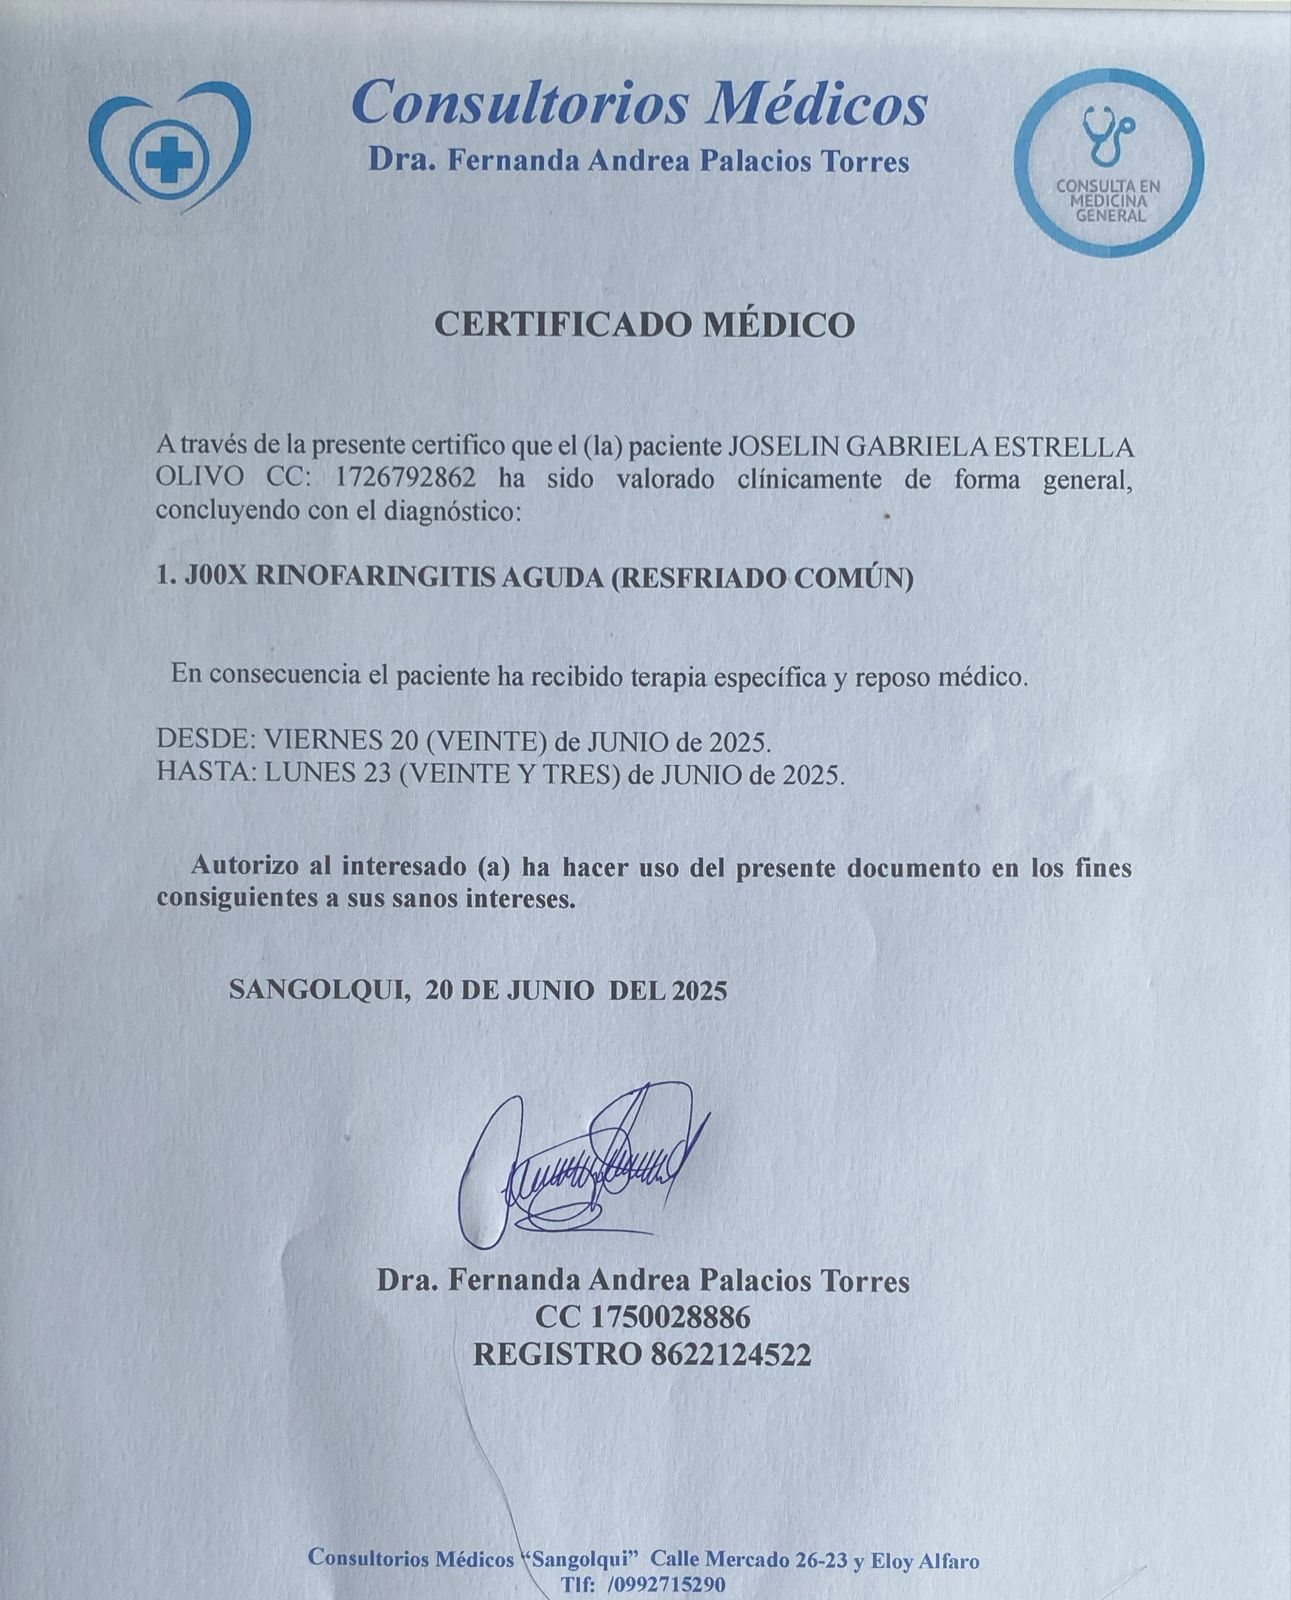 Consultorios Médicos
Dra. Fernanda Andrea Palacios Torres
CONSULTA EN
MEDICINA
GENERAL
CERTIFICADO MÉDICO
A través de la presente certifico que el (la) paciente JOSELIN GABRIELA ESTRELLA
OLIVO CC: 1726792862 ha sido valorado clínicamente de forma general,
concluyendo con el diagnóstico:
1. J00X RINOFARINGITIS AGUDA (RESFRIADO COMÚN)
En consecuencia el paciente ha recibido terapia específica y reposo médico.
DESDE: VIERNES 20 (VEINTE) de JUNIO de 2025.
HASTA: LUNES 23 (VEINTE Y TRES) de JUNIO de 2025.
Autorizo al interesado (a) ha hacer uso del presente documento en los fines
consiguientes a sus sanos intereses.
SANGOLQUI, 20 DE JUNIO DEL 2025
Dra. Fernanda Andrea Palacios Torres
CC 1750028886
REGISTRO 8622124522
Consultorios Médicos “Sangolqui” Calle Mercado 26-23 y Eloy Alfaro
Tlf: /0992715290